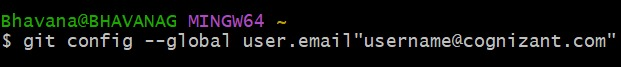 Bhavana@BHAVANAG MINGW64 ~
$ git config --global user.email"username@cognizant.com"